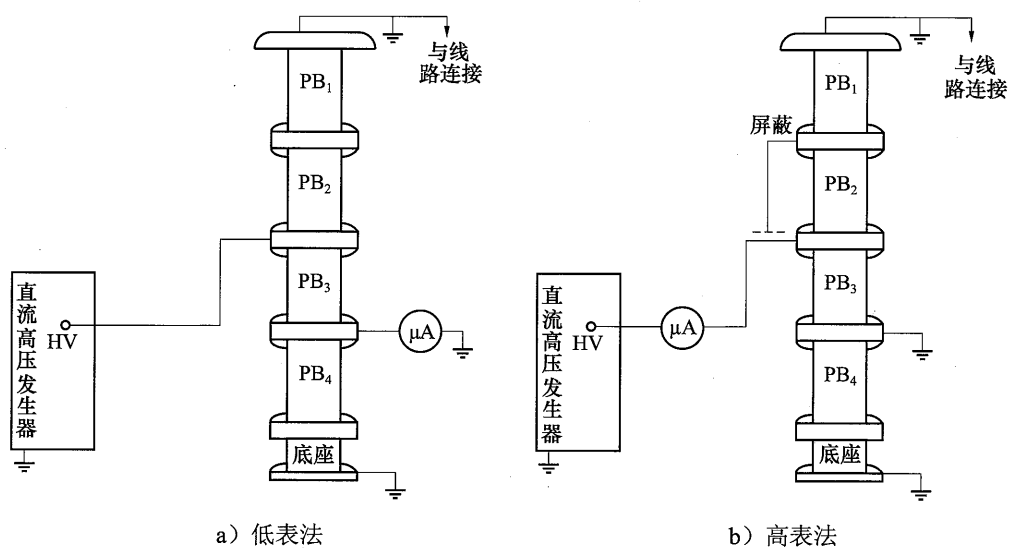 与线
路连接
PB₁
PB₂
PB₃
PB₄
底座
直流高压发生器
HV
μA
a）低表法
与线
路连接
屏蔽
PB₁
PB₂
PB₃
PB₄
底座
直流高压发生器
HV
μA
b）高表法